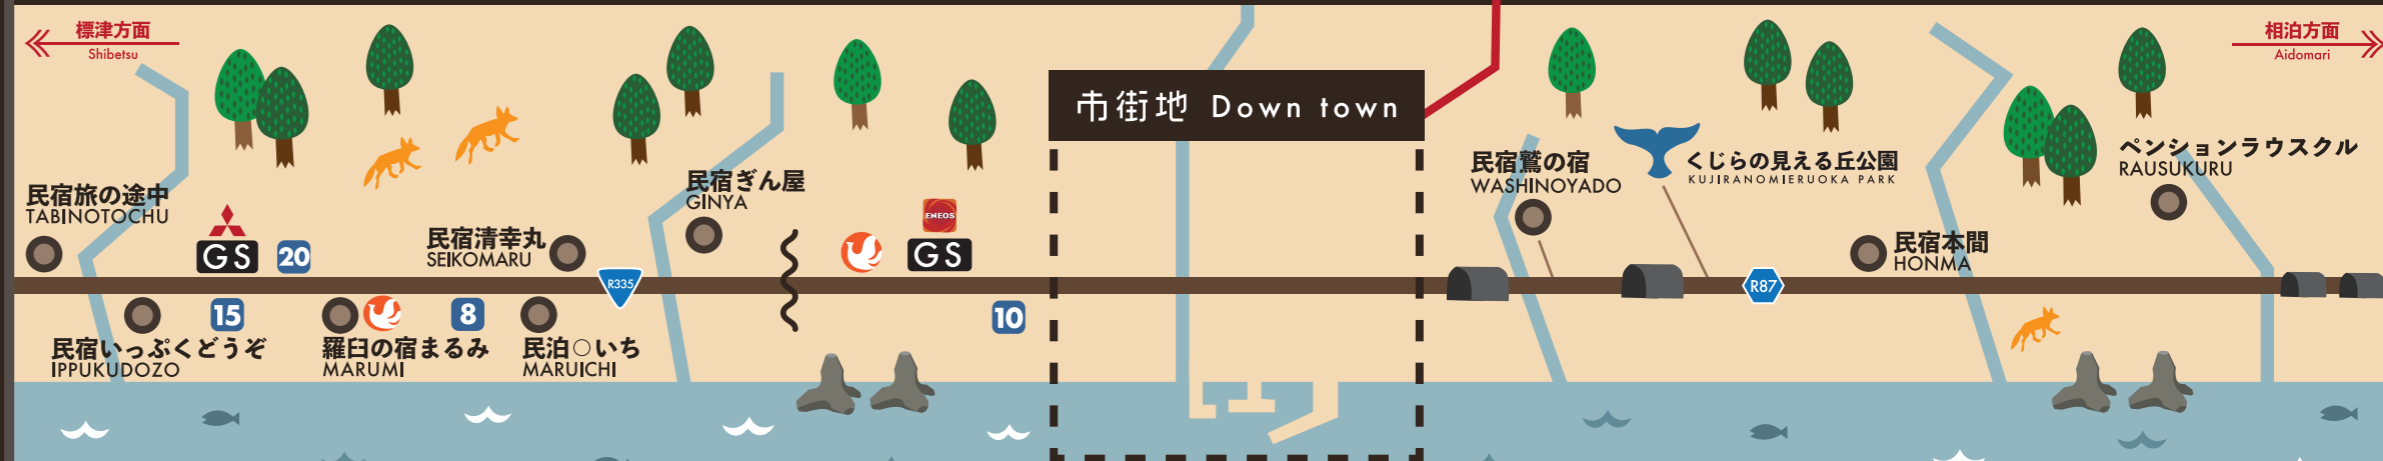 標津方面
Shibetsu
相泊方面
Aidomari
市街地 Down town
民宿旅の途中
TABINOTOCHU
GS
20
民宿清幸丸
SEIKOMARU
民宿ぎん屋
GINYA
ENEOS
GS
民宿鷲の宿
WASHINOYADO
くじらの見える丘公園
KUJIRANOMIERUOKA PARK
民宿本間
HONMA
ペンションラウスクル
RAUSUKURU
R335
R87
15
8
10
民宿いっぷくどうぞ
IPPUKUDOZO
羅臼の宿まるみ
MARUMI
民泊○いち
MARUICHI